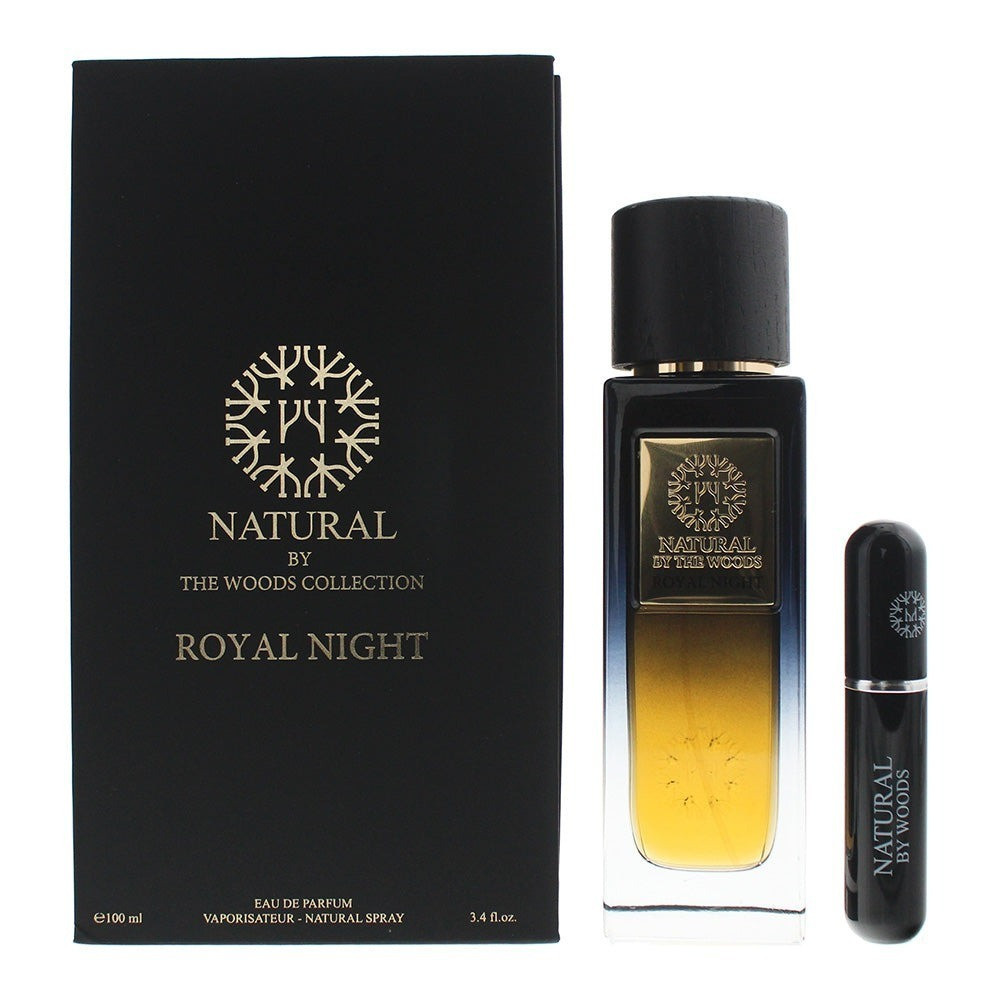 NATURAL
BY
THE WOODS COLLECTION
ROYAL NIGHT
EAU DE PARFUM
℮100 ml VAPORISATEUR - NATURAL SPRAY 3.4 fl.oz.
NATURAL
BY THE WOODS
ROYAL NIGHT
NATURAL
BY WOODS